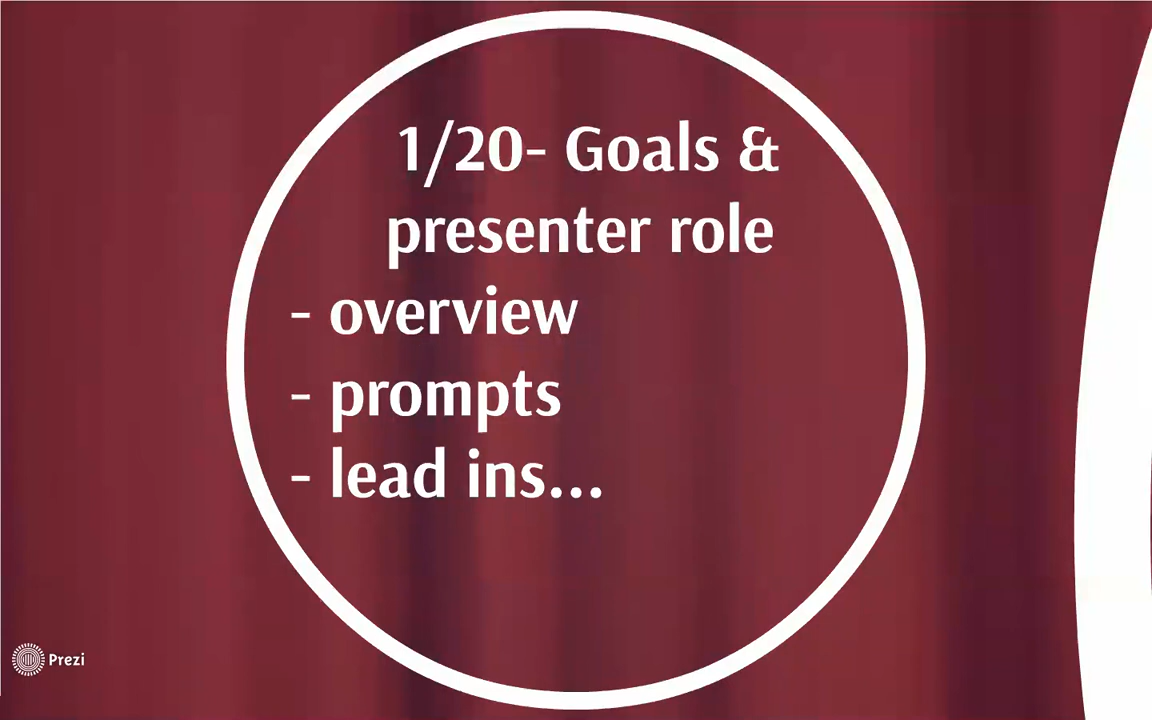 1/20- Goals &
presenter role
- overview
- prompts
- lead ins...
Prezi